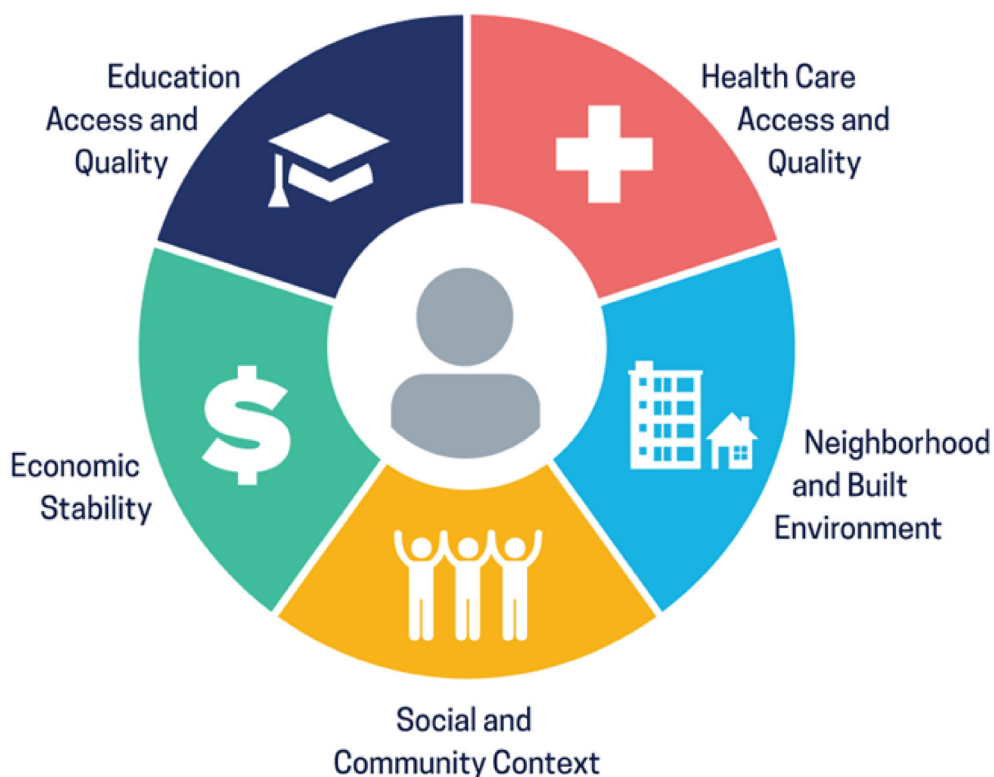 Education
Access and
Quality
Health Care
Access and
Quality
Economic
Stability
Neighborhood
and Built
Environment
Social and
Community Context